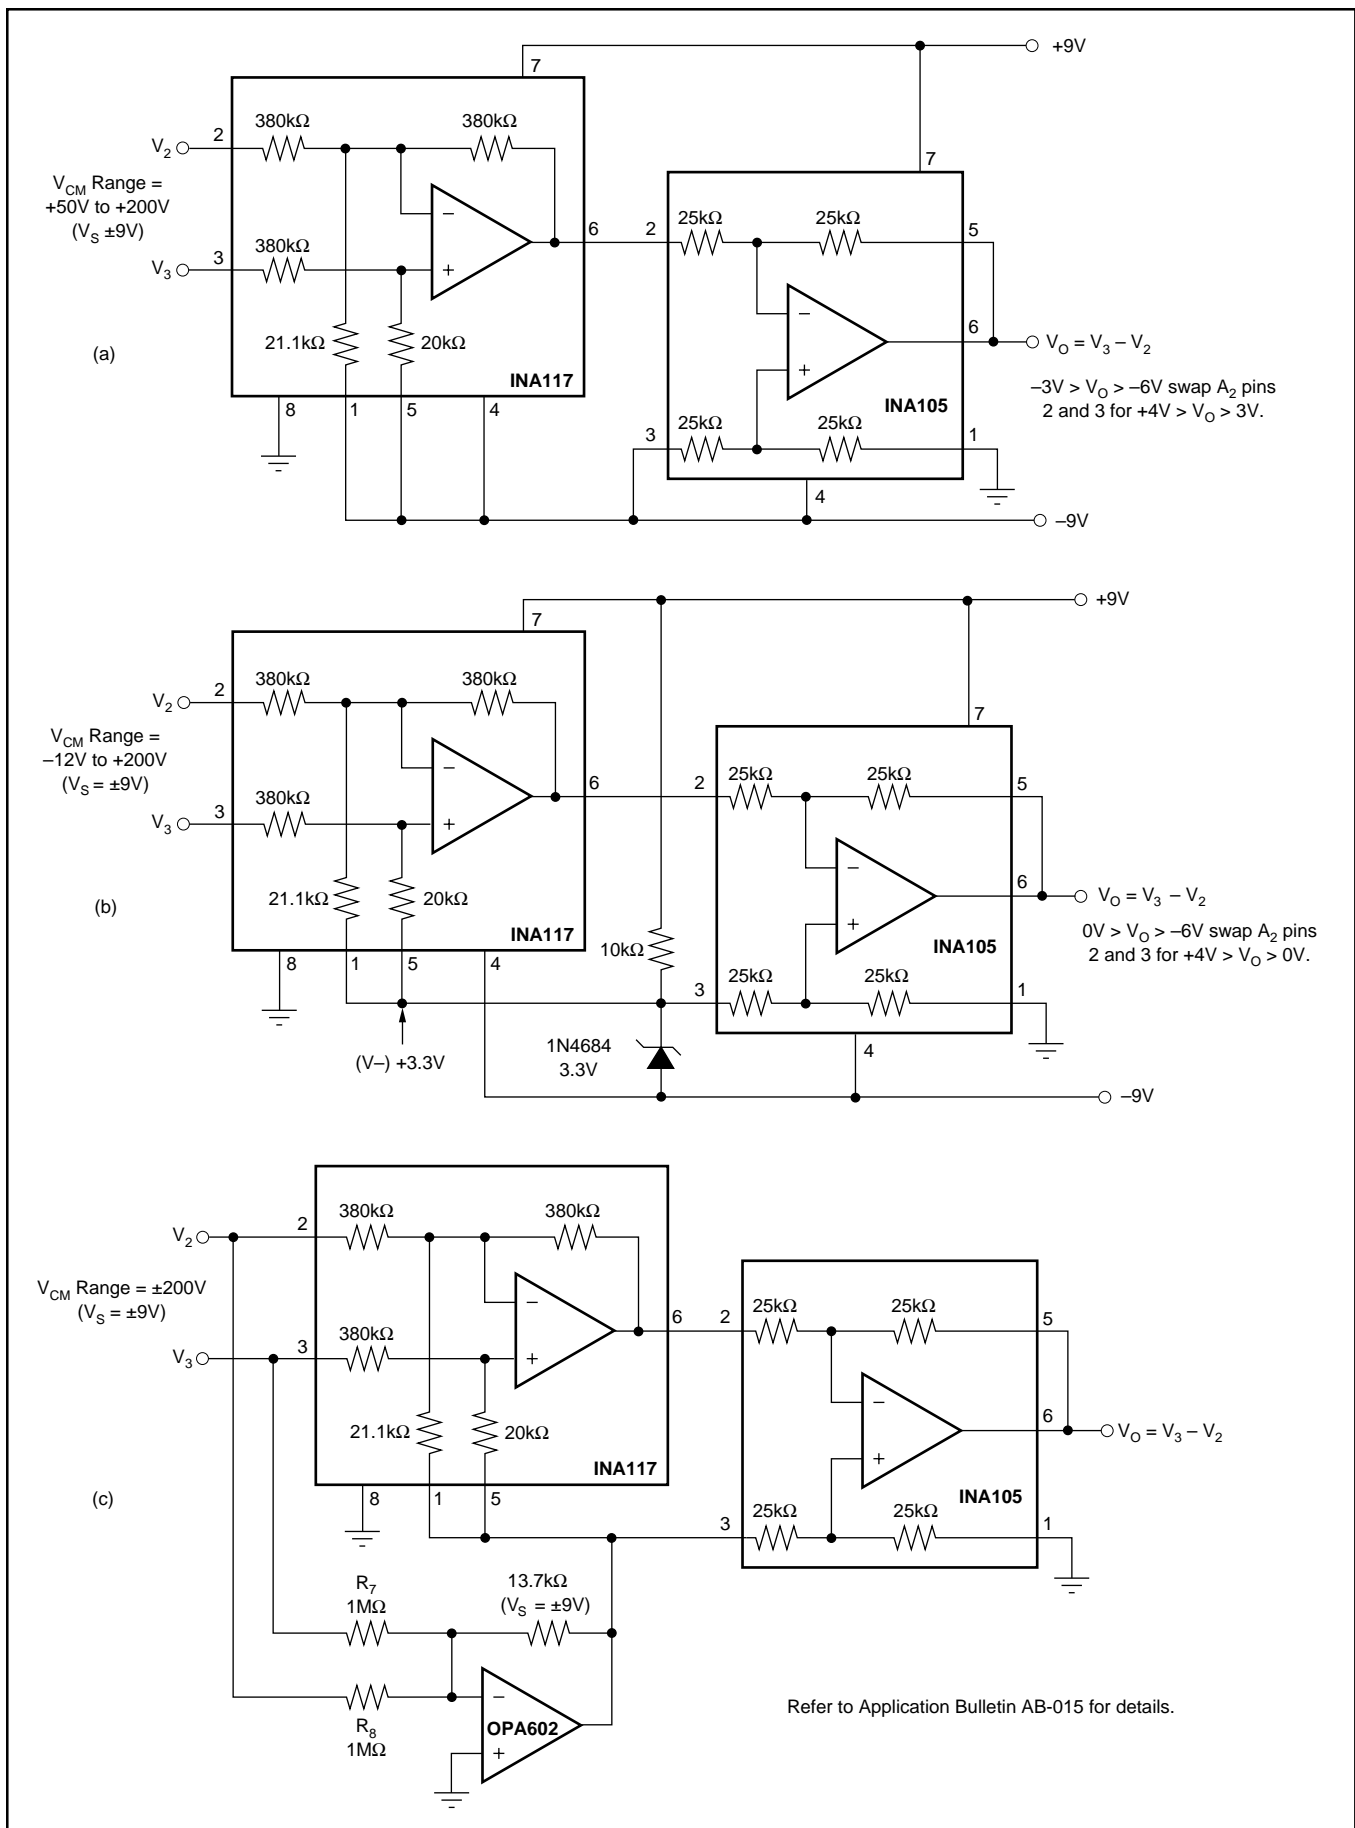 +9V
7
2
V2
380kΩ
380kΩ
VCM Range =
+50V to +200V
(VS ±9V)
−
380kΩ
3
V3
+
6
21.1kΩ
20kΩ
(a)
INA117
8
1
5
4
7
2
25kΩ
25kΩ
5
−
6
VO = V3 – V2
+
INA105
–3V > VO > –6V swap A2 pins
2 and 3 for +4V > VO > 3V.
3
25kΩ
25kΩ
1
4
–9V
+9V
7
2
V2
380kΩ
380kΩ
VCM Range =
–12V to +200V
(VS = ±9V)
−
380kΩ
3
V3
+
6
21.1kΩ
20kΩ
(b)
INA117
8
1
5
4
(V–) +3.3V
10kΩ
1N4684
3.3V
7
2
25kΩ
25kΩ
5
−
6
VO = V3 – V2
+
INA105
0V > VO > –6V swap A2 pins
2 and 3 for +4V > VO > 0V.
3
25kΩ
25kΩ
1
4
–9V
2
V2
380kΩ
380kΩ
VCM Range = ±200V
(VS = ±9V)
−
380kΩ
3
V3
+
6
21.1kΩ
20kΩ
(c)
INA117
8
1
5
2
25kΩ
25kΩ
5
−
6
VO = V3 – V2
+
INA105
3
25kΩ
25kΩ
1
R7
1MΩ
13.7kΩ
(VS = ±9V)
R8
1MΩ
−
OPA602
+
Refer to Application Bulletin AB-015 for details.